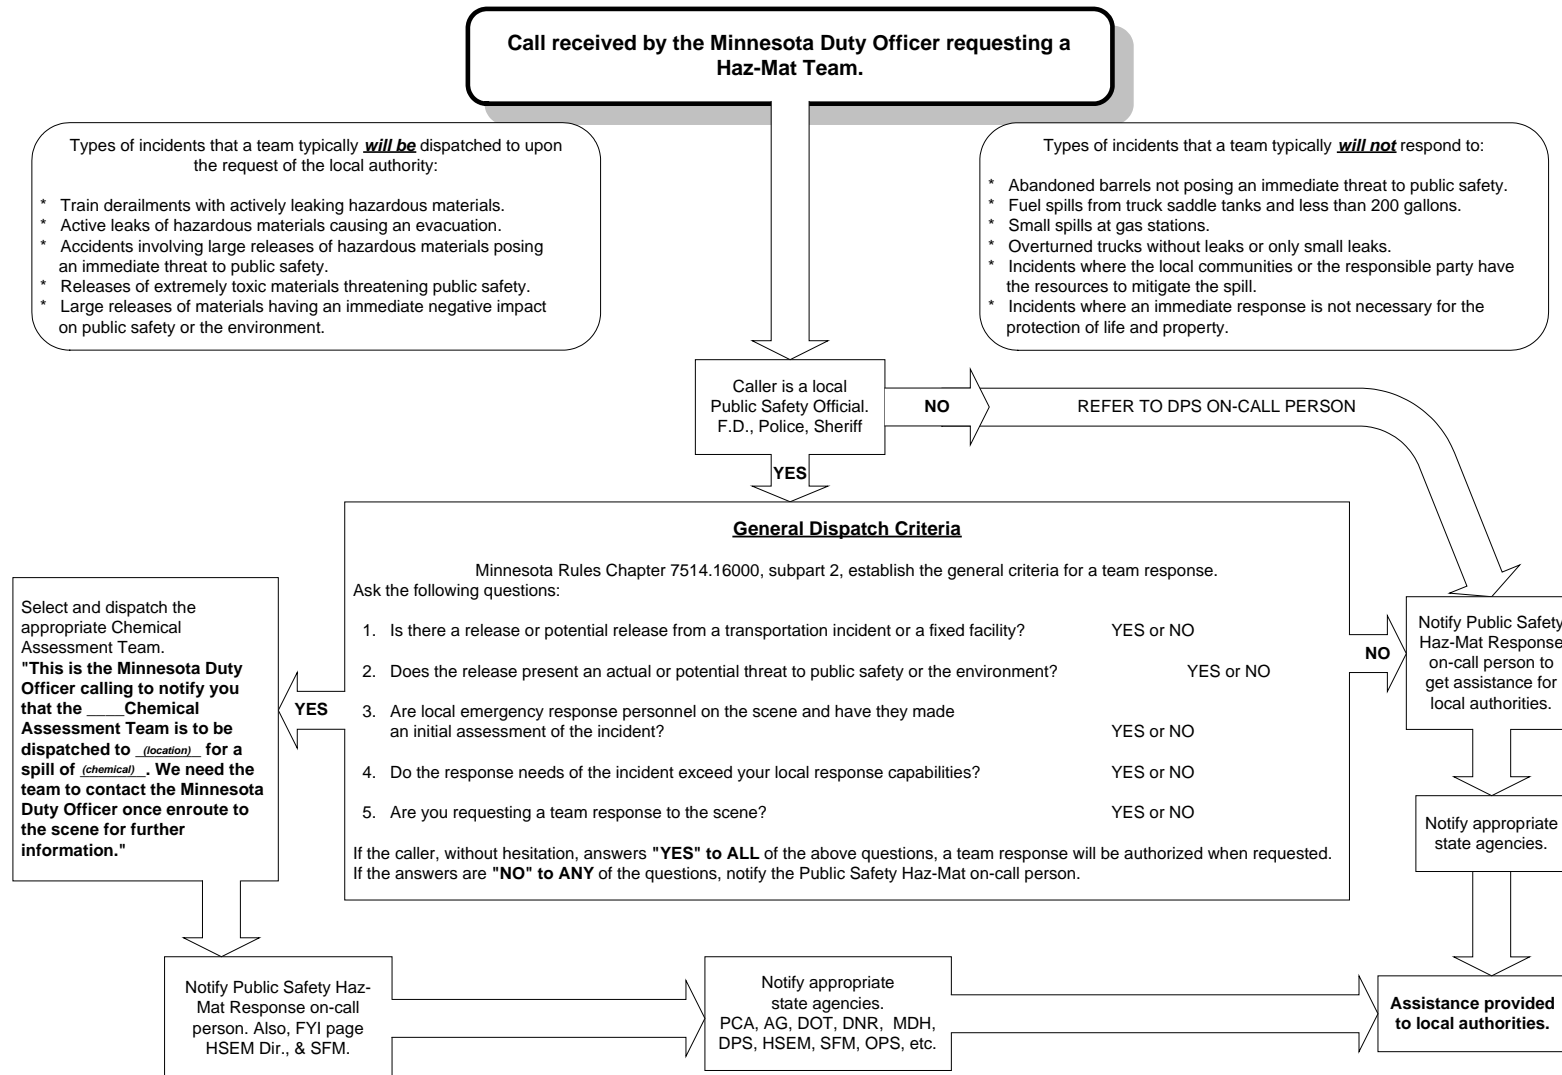 Call received by the Minnesota Duty Officer requesting a
Haz-Mat Team.
Types of incidents that a team typically will be dispatched to upon
the request of the local authority:
* Train derailments with actively leaking hazardous materials.
* Active leaks of hazardous materials causing an evacuation.
* Accidents involving large releases of hazardous materials posing
an immediate threat to public safety.
* Releases of extremely toxic materials threatening public safety.
* Large releases of materials having an immediate negative impact
on public safety or the environment.
Types of incidents that a team typically will not respond to:
* Abandoned barrels not posing an immediate threat to public safety.
* Fuel spills from truck saddle tanks and less than 200 gallons.
* Small spills at gas stations.
* Overturned trucks without leaks or only small leaks.
* Incidents where the local communities or the responsible party have
the resources to mitigate the spill.
* Incidents where an immediate response is not necessary for the
protection of life and property.
Caller is a local
Public Safety Official.
F.D., Police, Sheriff
NO
REFER TO DPS ON-CALL PERSON
YES
General Dispatch Criteria
Minnesota Rules Chapter 7514.16000, subpart 2, establish the general criteria for a team response.
Ask the following questions:
1. Is there a release or potential release from a transportation incident or a fixed facility? YES or NO
2. Does the release present an actual or potential threat to public safety or the environment? YES or NO
3. Are local emergency response personnel on the scene and have they made
an initial assessment of the incident? YES or NO
4. Do the response needs of the incident exceed your local response capabilities? YES or NO
5. Are you requesting a team response to the scene? YES or NO
If the caller, without hesitation, answers "YES" to ALL of the above questions, a team response will be authorized when requested.
If the answers are "NO" to ANY of the questions, notify the Public Safety Haz-Mat on-call person.
YES
Select and dispatch the
appropriate Chemical
Assessment Team.
"This is the Minnesota Duty
Officer calling to notify you
that the ____Chemical
Assessment Team is to be
dispatched to _(location)_ for a
spill of _(chemical)_. We need the
team to contact the Minnesota
Duty Officer once enroute to
the scene for further
information."
NO
Notify Public Safety
Haz-Mat Response
on-call person to
get assistance for
local authorities.
Notify appropriate
state agencies.
Notify Public Safety Haz-
Mat Response on-call
person. Also, FYI page
HSEM Dir., & SFM.
Notify appropriate
state agencies.
PCA, AG, DOT, DNR, MDH,
DPS, HSEM, SFM, OPS, etc.
Assistance provided
to local authorities.